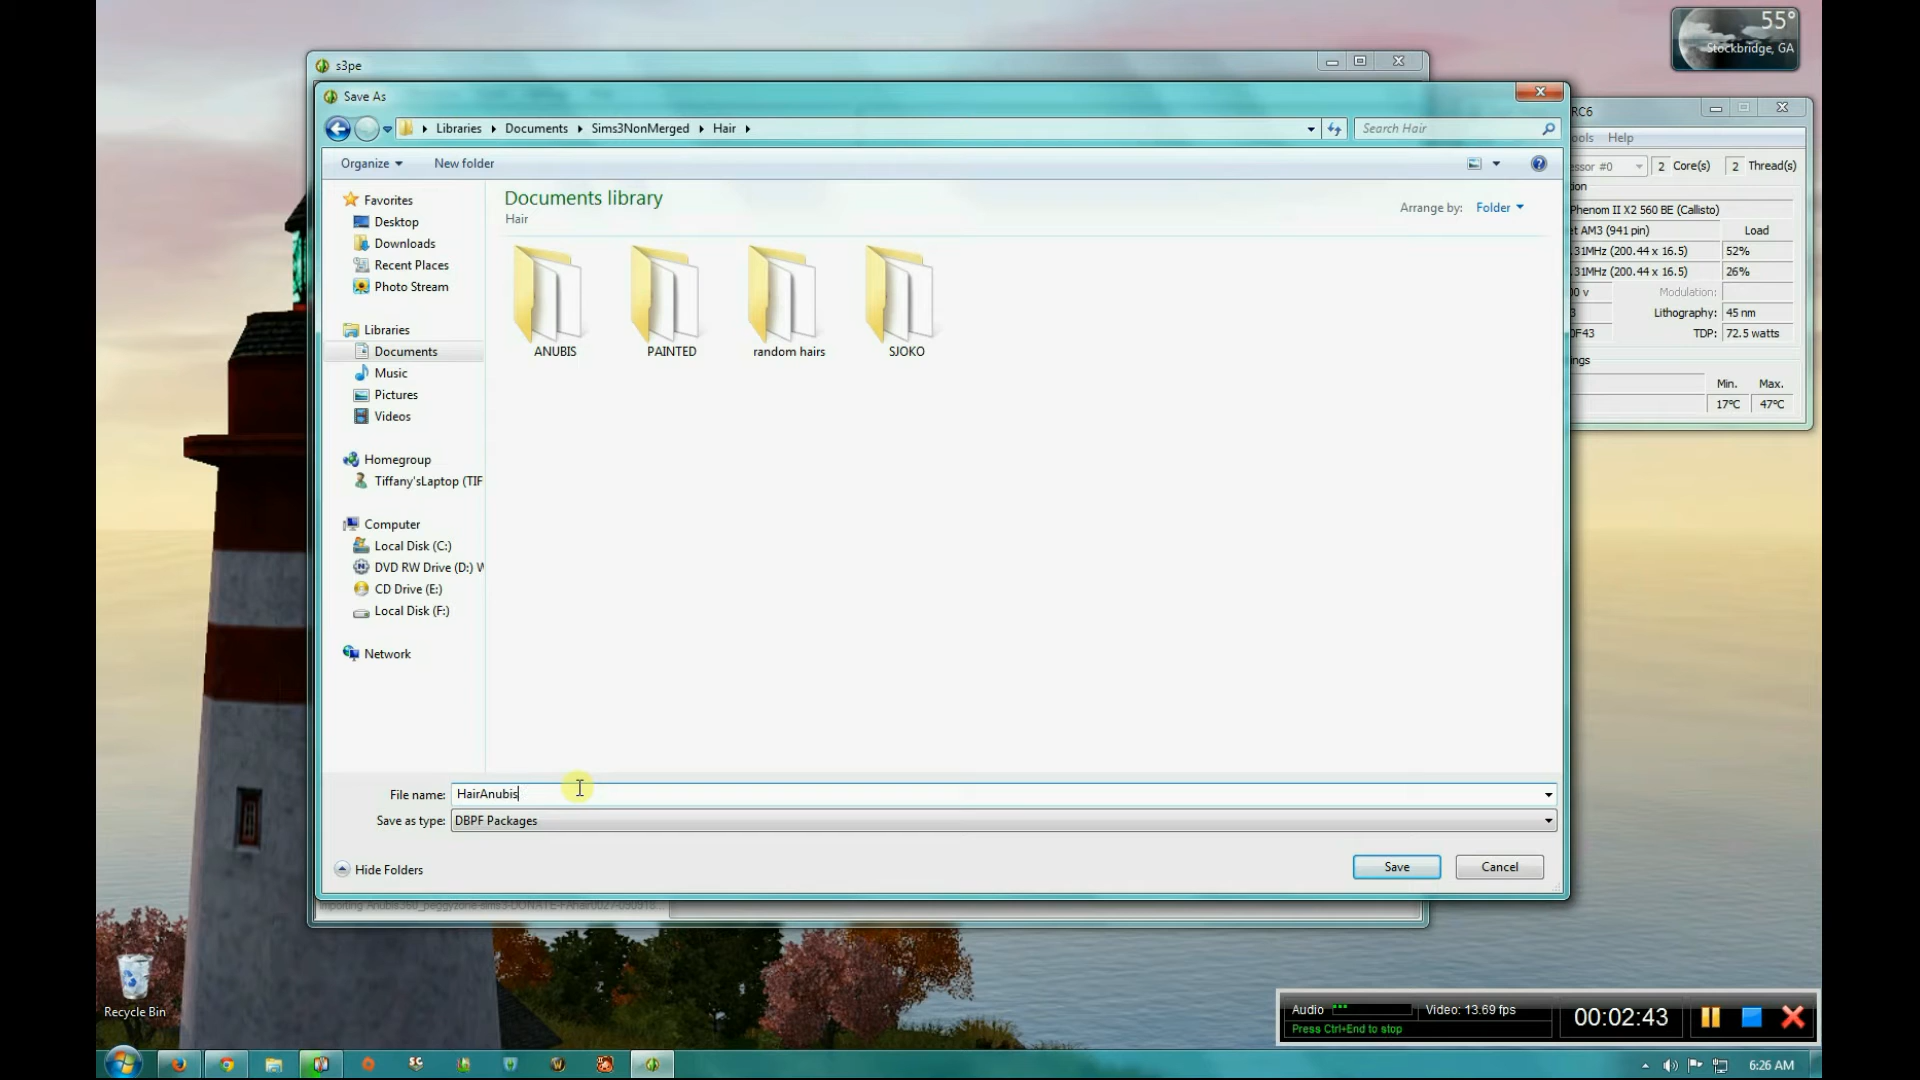 55°
Stockbridge, GA
s3pe
Save As
Libraries Documents Sims3NonMerged Hair
Search Hair
Organize
New folder
Documents library
Hair
Arrange by: Folder
Favorites
Desktop
Downloads
Recent Places
Photo Stream
Libraries
Documents
Music
Pictures
Videos
Homegroup
Tiffany'sLaptop (TIF
Computer
Local Disk (C:)
DVD RW Drive (D:) W
CD Drive (E:)
Local Disk (F:)
Network
ANUBIS
PAINTED
random hairs
SJOKO
File name: HairAnubis
Save as type: DBPF Packages
Hide Folders
Save
Cancel
RC6
ools Help
essor #0 2 Core(s) 2 Thread(s)
tion
Phenom II X2 560 BE (Callisto)
et AM3 (941 pin) Load
.31MHz (200.44 x 16.5) 52%
.31MHz (200.44 x 16.5) 26%
00 v Modulation:
3 Lithography: 45 nm
0F43 TDP: 72.5 watts
ngs
Min. Max.
17°C 47°C
Recycle Bin
Audio
Video: 13.69 fps
Press Ctrl+End to stop
00:02:43
6:26 AM